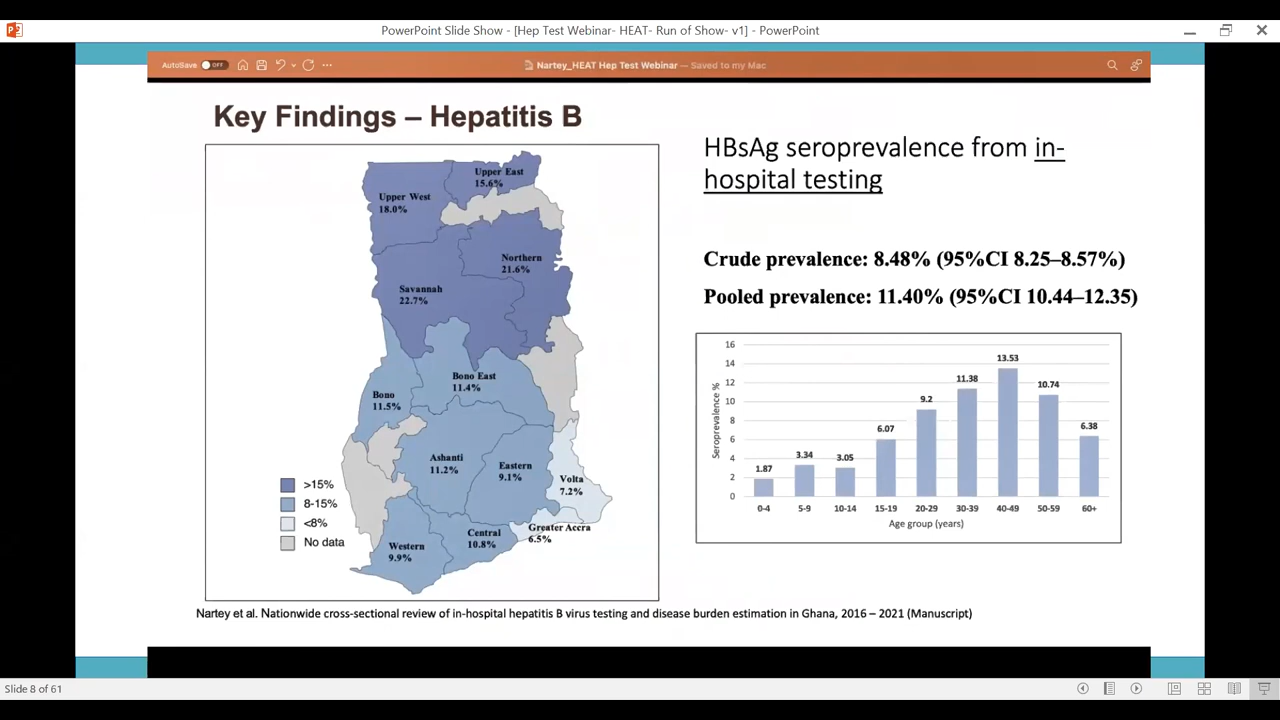 PowerPoint Slide Show - [Hep Test Webinar- HEAT- Run of Show- v1] - PowerPoint
AutoSave OFF
Nartey_HEAT Hep Test Webinar — Saved to my Mac
Key Findings – Hepatitis B
Upper East
15.6%
Upper West
18.0%
Northern
21.6%
Savannah
22.7%
Bono East
11.4%
Bono
11.5%
Ashanti
11.2%
Eastern
9.1%
Volta
7.2%
Greater Accra
6.5%
Central
10.8%
Western
9.9%
>15%
8-15%
<8%
No data
HBsAg seroprevalence from in-
hospital testing
Crude prevalence: 8.48% (95%CI 8.25–8.57%)
Pooled prevalence: 11.40% (95%CI 10.44–12.35)
Seroprevalence %
16
14
12
10
8
6
4
2
0
1.87
3.34
3.05
6.07
9.2
11.38
13.53
10.74
6.38
0-4 5-9 10-14 15-19 20-29 30-39 40-49 50-59 60+
Age group (years)
Nartey et al. Nationwide cross-sectional review of in-hospital hepatitis B virus testing and disease burden estimation in Ghana, 2016 – 2021 (Manuscript)
Slide 8 of 61